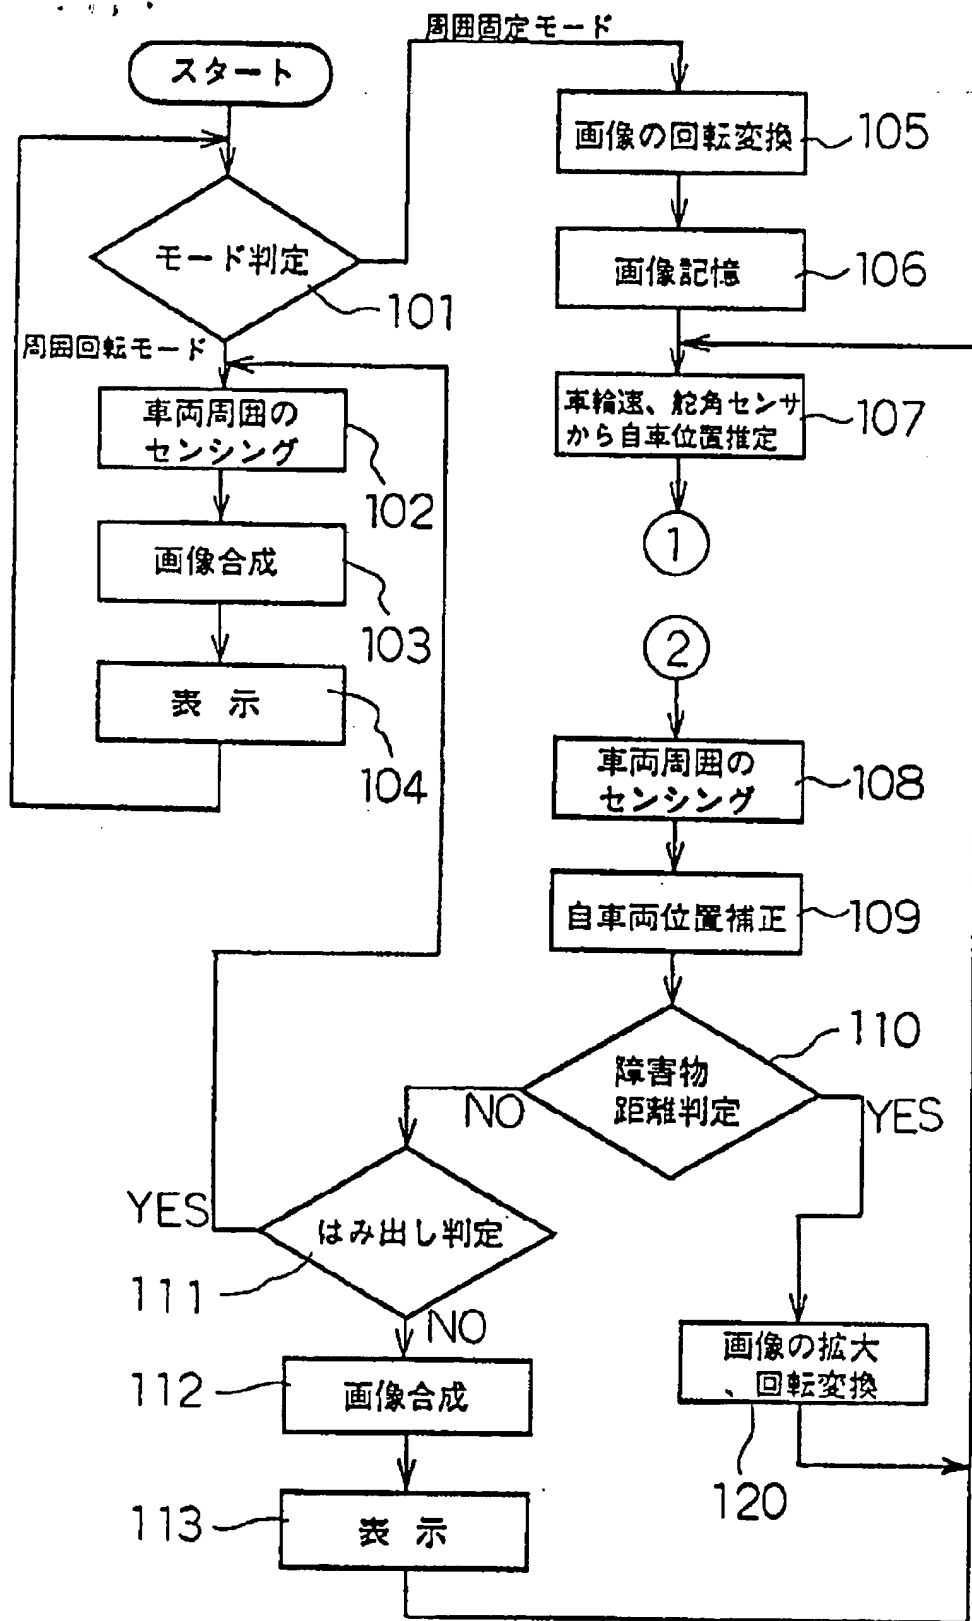 スタート
モード判定
101
周囲回転モード
車両周囲の
センシング
102
画像合成
103
表 示
104
周囲固定モード
画像の回転変換
105
画像記憶
106
車輪速、舵角センサ
から自車位置推定
107
1
2
車両周囲の
センシング
108
自車両位置補正
109
障害物
距離判定
110
NO
YES
はみ出し判定
111
YES
NO
画像合成
112
表 示
113
画像の拡大
、回転変換
120